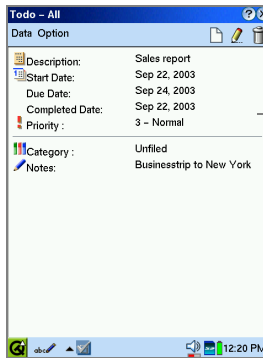 Todo - All
Data Option
Description: Sales report
Start Date: Sep 22, 2003
Due Date: Sep 24, 2003
Completed Date: Sep 22, 2003
Priority : 3 - Normal
Category : Unfiled
Notes: Businesstrip to New York
abc 12:20 PM